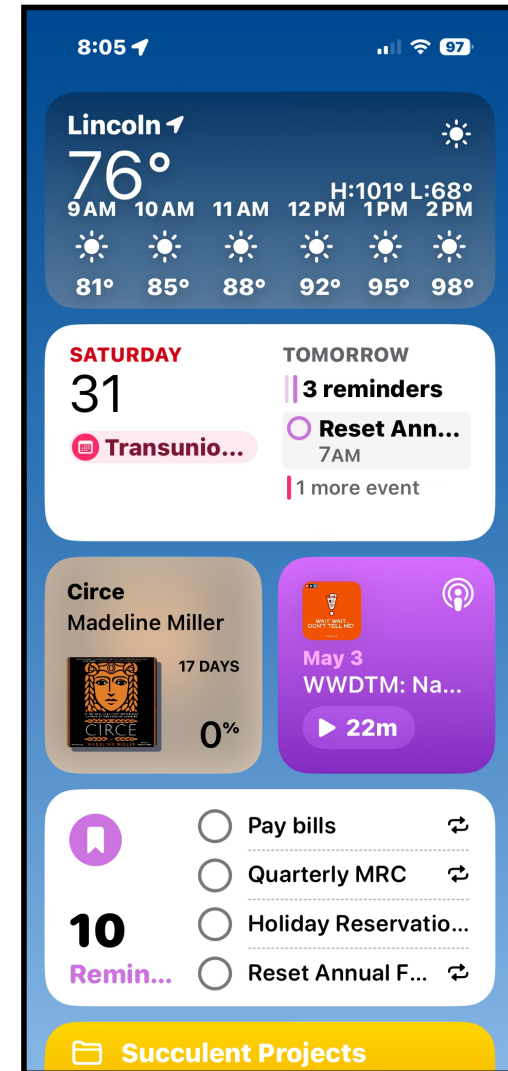 8:05
97
Lincoln
76°
H:101° L:68°
9 AM 10 AM 11 AM 12 PM 1 PM 2 PM
81° 85° 88° 92° 95° 98°
SATURDAY
31
Transunio...
TOMORROW
3 reminders
Reset Ann...
7AM
1 more event
Circe
Madeline Miller
17 DAYS
CIRCE
MADELINE MILLER
0%
WAIT WAIT...
DON'T TELL ME!
May 3
WWDTM: Na...
22m
10
Remin...
Pay bills
Quarterly MRC
Holiday Reservatio...
Reset Annual F...
Succulent Projects